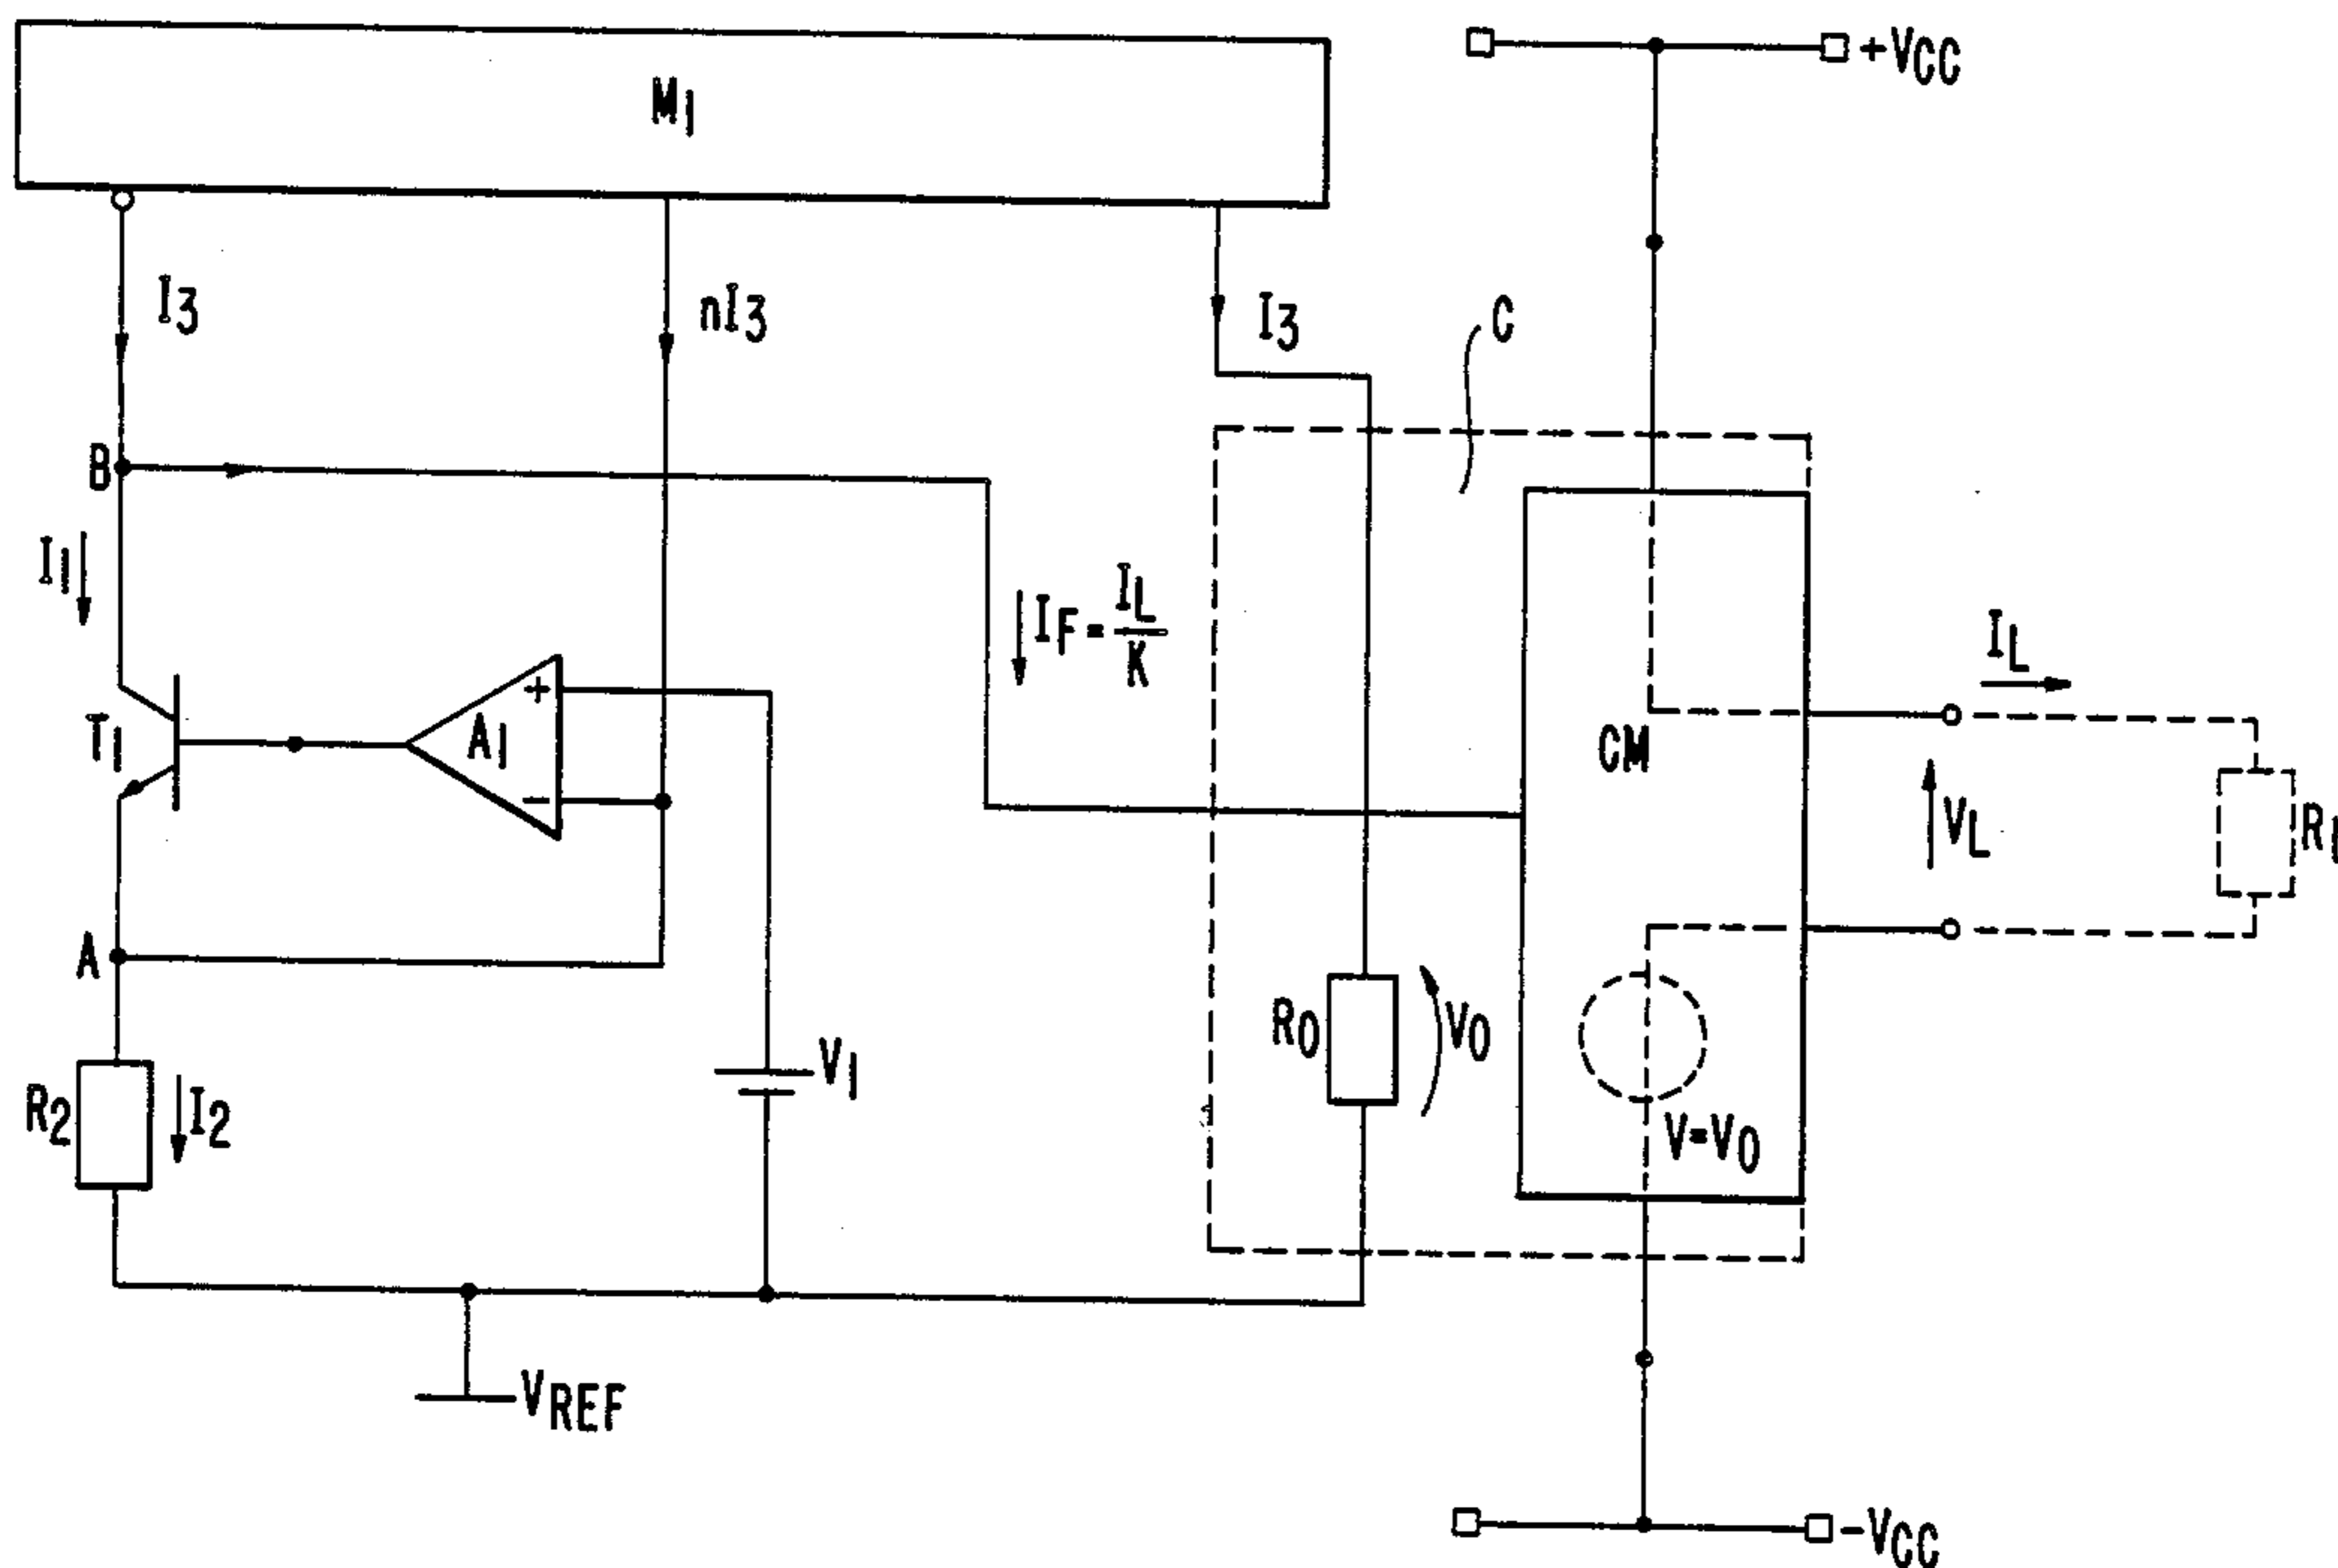 M1
+VCC
I3
nI3
I3
C
B
I1
IF = IL/K
IL
+
A1
T1
CM
VL
−
A
R0
V0
V1
R2
I2
V=V0
VREF
−VCC